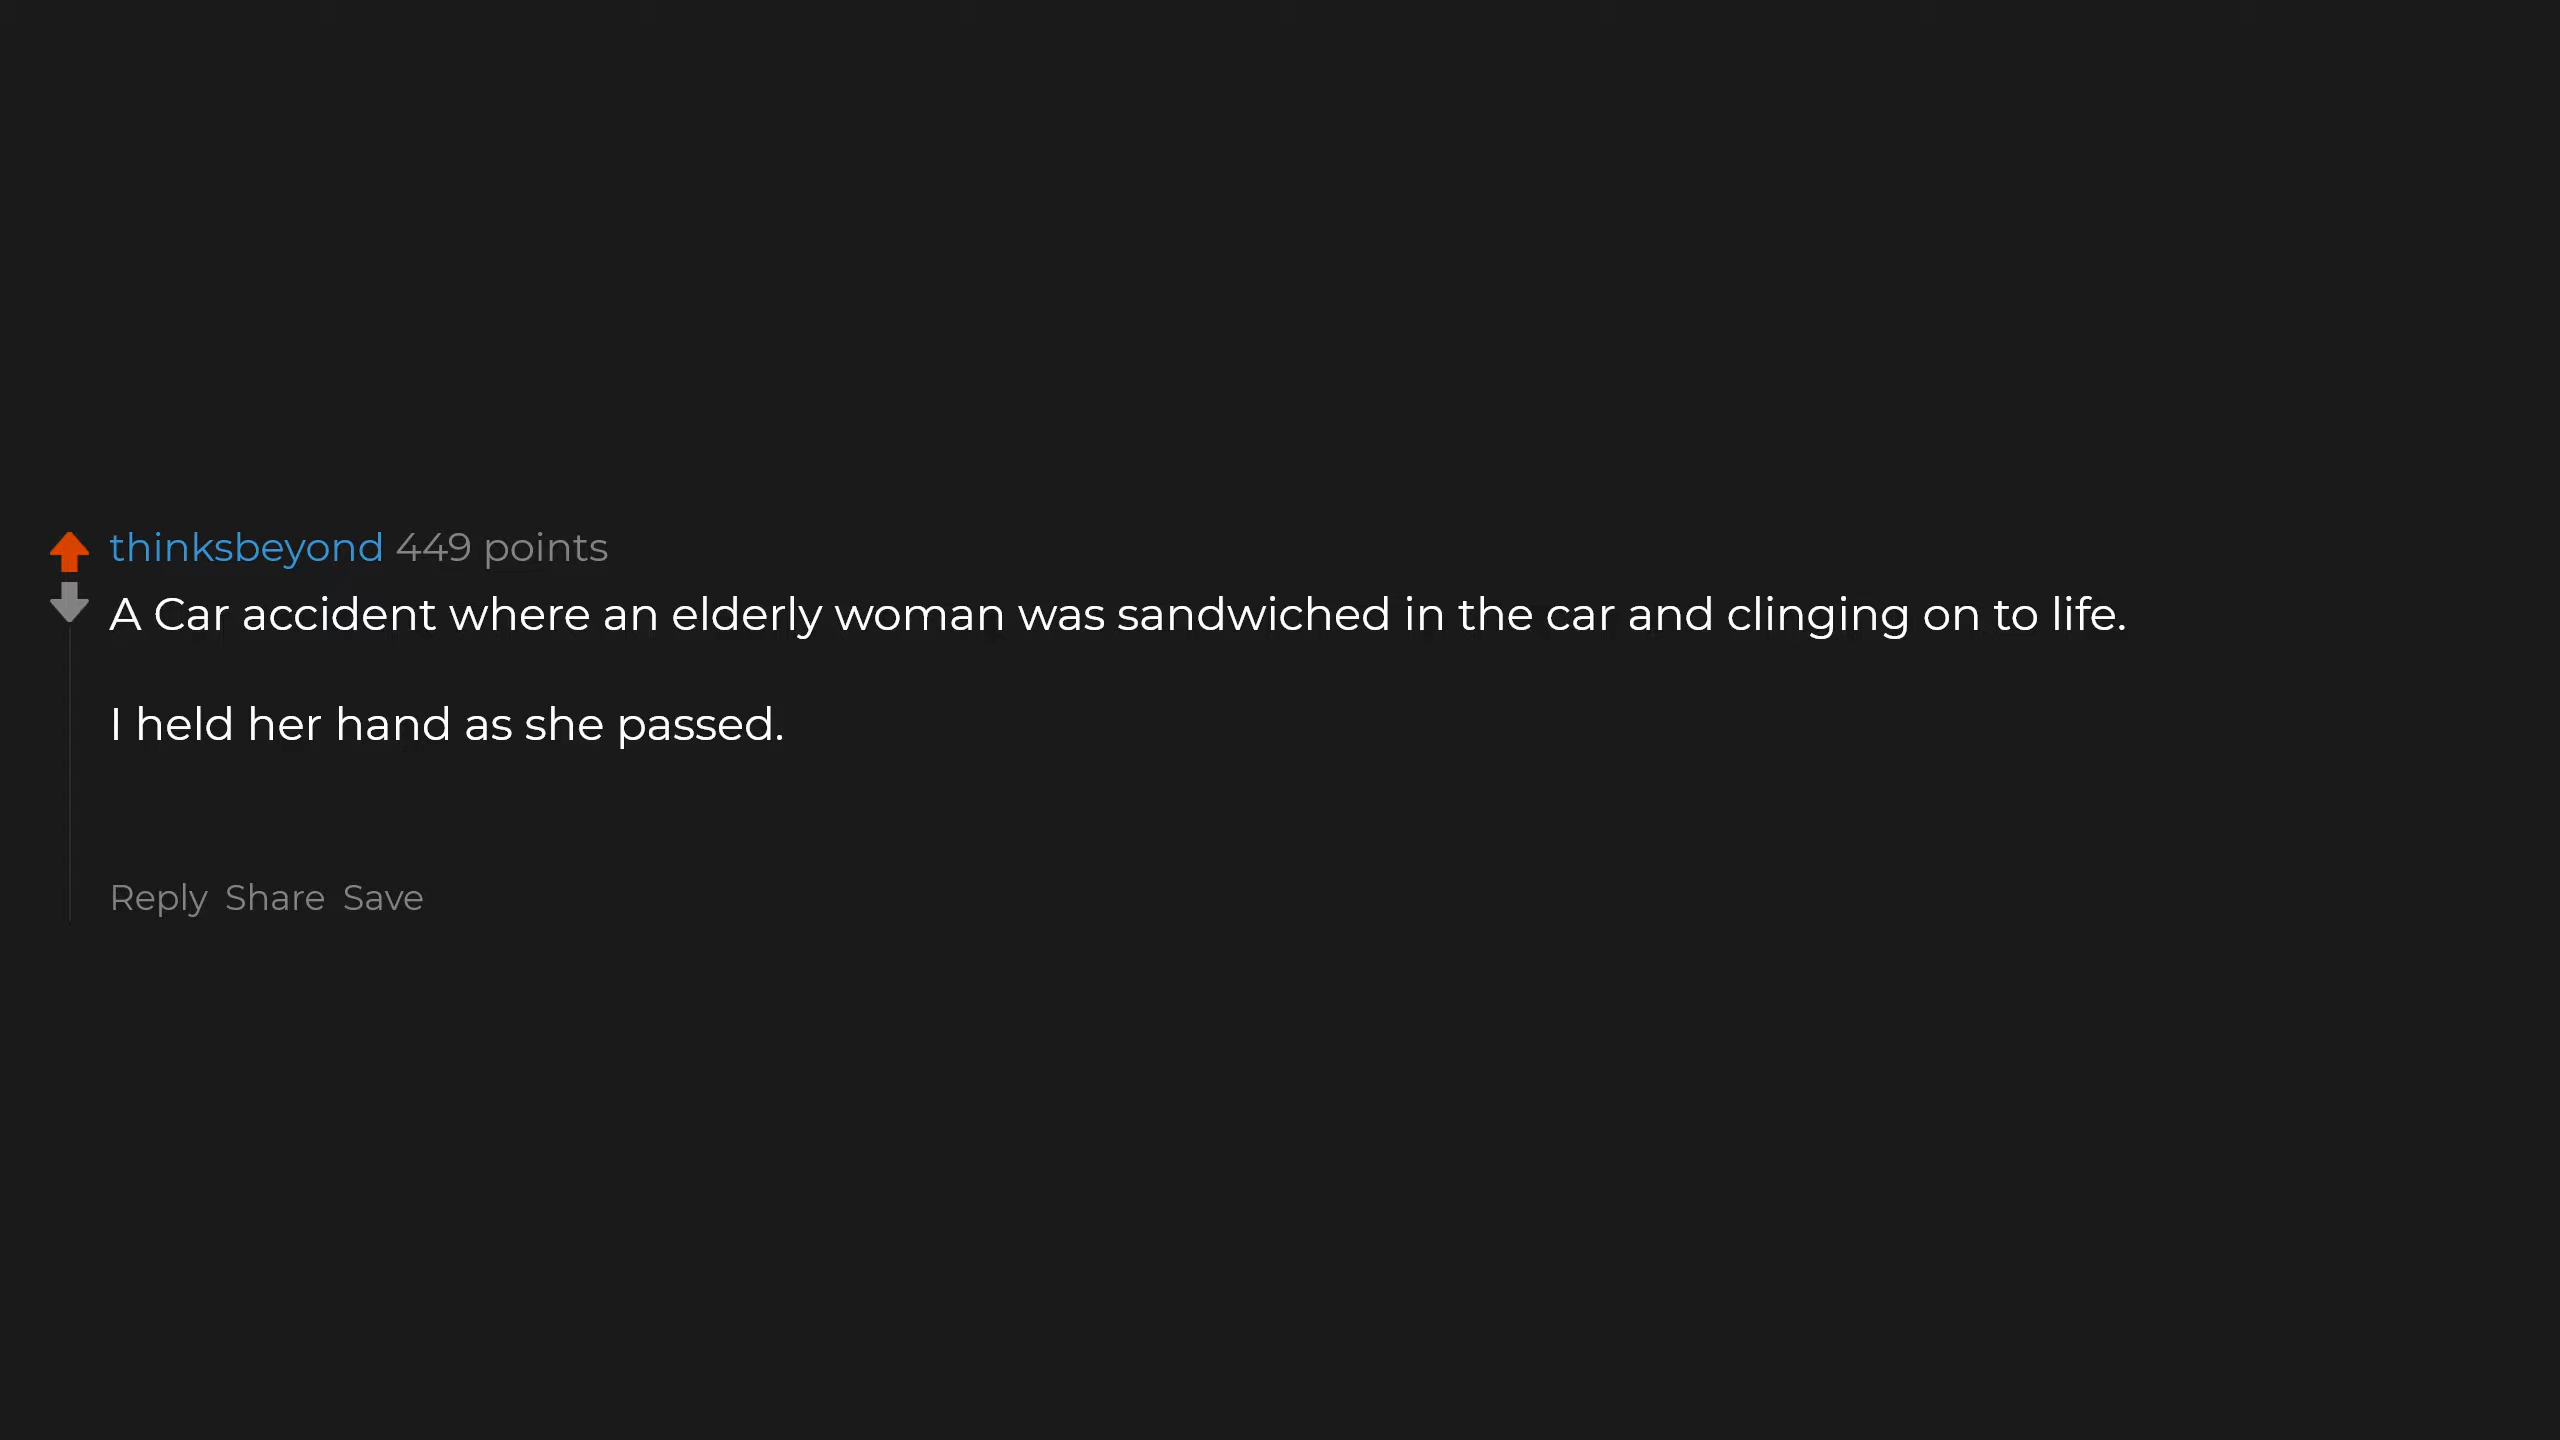 thinksbeyond 449 points
A Car accident where an elderly woman was sandwiched in the car and clinging on to life.
I held her hand as she passed.
Reply Share Save